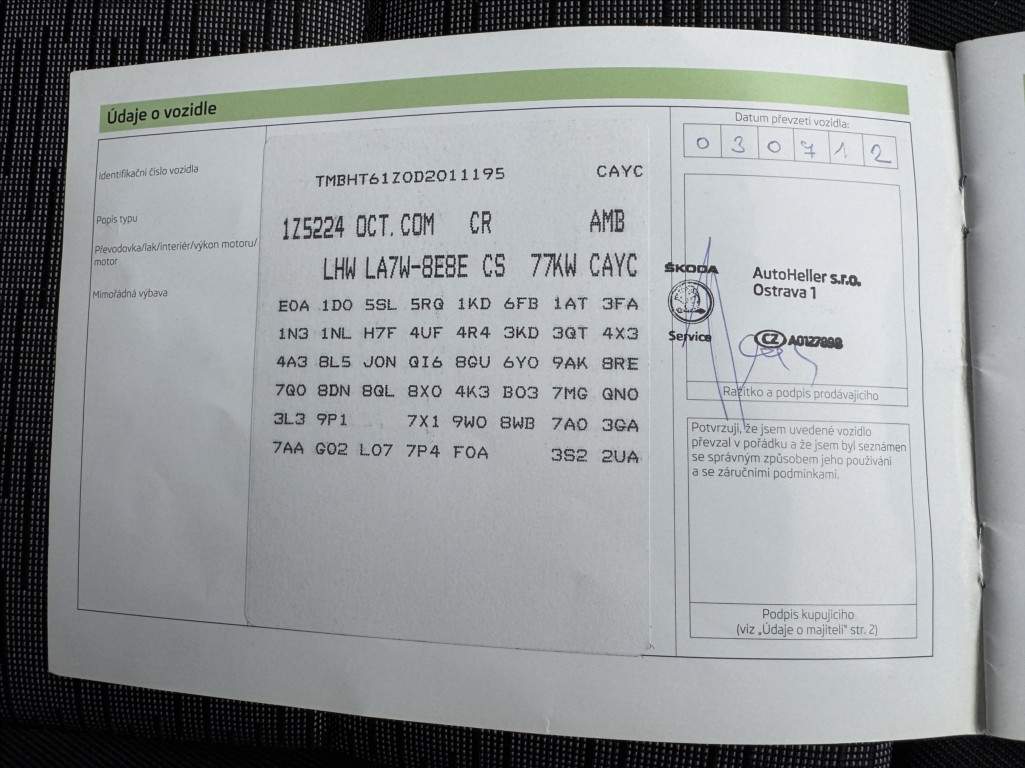 Údaje o vozidle
Identifikační číslo vozidla
Popis typu
Převodovka/lak/interiér/výkon motoru/
motor
Mimořádná výbava
TMBHT61Z0D2011195 CAYC
1Z5224 OCT. COM CR AMB
LHW LA7W-8E8E CS 77KW CAYC
E0A 1D0 5SL 5RQ 1KD 6FB 1AT 3FA
1N3 1NL H7F 4UF 4R4 3KD 3QT 4X3
4A3 8L5 J0N QI6 8GU 6Y0 9AK 8RE
7Q0 8DN 8QL 8X0 4K3 B03 7MG QN0
3L3 9P1 7X1 9W0 8WB 7A0 3GA
7AA G02 L07 7P4 F0A 3S2 2UA
Datum převzetí vozidla:
0 3 0 7 1 2
ŠKODA
Service
AutoHeller s.r.o.
Ostrava 1
CZ A0127898
Razítko a podpis prodávajícího
Potvrzuji, že jsem uvedené vozidlo
převzal v pořádku a že jsem byl seznámen
se správným způsobem jeho používání
a se záručními podmínkami.
Podpis kupujícího
(viz „Údaje o majiteli" str. 2)